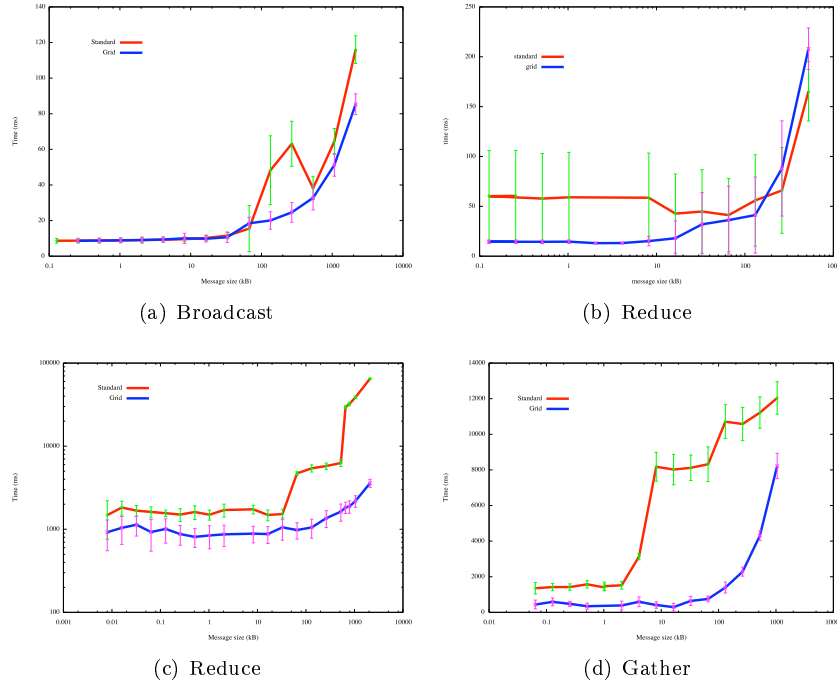 140
120
100
80
60
40
20
0
0.1
1
10
100
1000
10000
Time (ms)
Message size (kB)
Standard
Grid
(a) Broadcast
250
200
150
100
50
0
0.1
1
10
100
1000
time (ms)
message size (kB)
standard
grid
(b) Reduce
100000
10000
1000
100
0.001
0.01
0.1
1
10
100
1000
10000
Time (ms)
Message size (kB)
Standard
Grid
(c) Reduce
14000
12000
10000
8000
6000
4000
2000
0
0.01
0.1
1
10
100
1000
10000
Time (ms)
Message size (kB)
Standard
Grid
(d) Gather